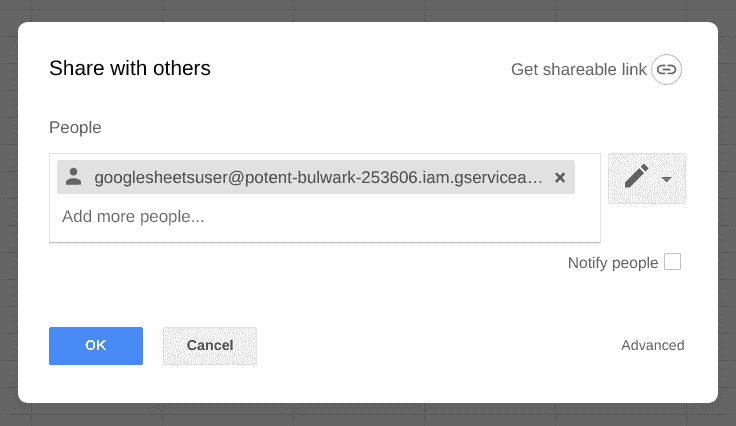 Share with others
Get shareable link
People
googlesheetsuser@potent-bulwark-253606.iam.gservicea...
Add more people...
Notify people
OK
Cancel
Advanced